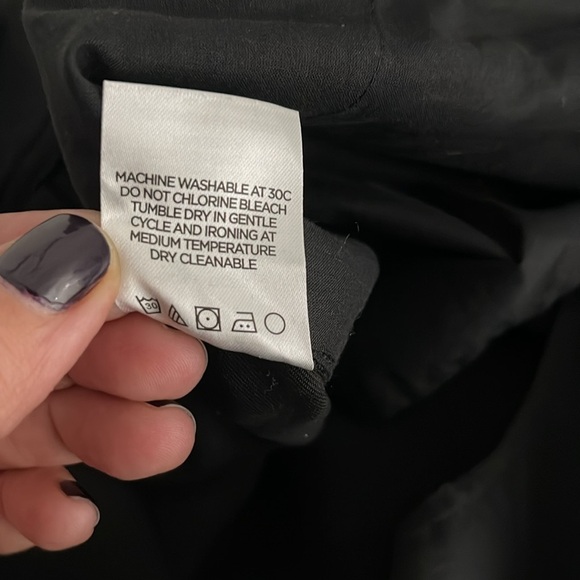 MACHINE WASHABLE AT 30C
DO NOT CHLORINE BLEACH
TUMBLE DRY IN GENTLE
CYCLE AND IRONING AT
MEDIUM TEMPERATURE
DRY CLEANABLE
30